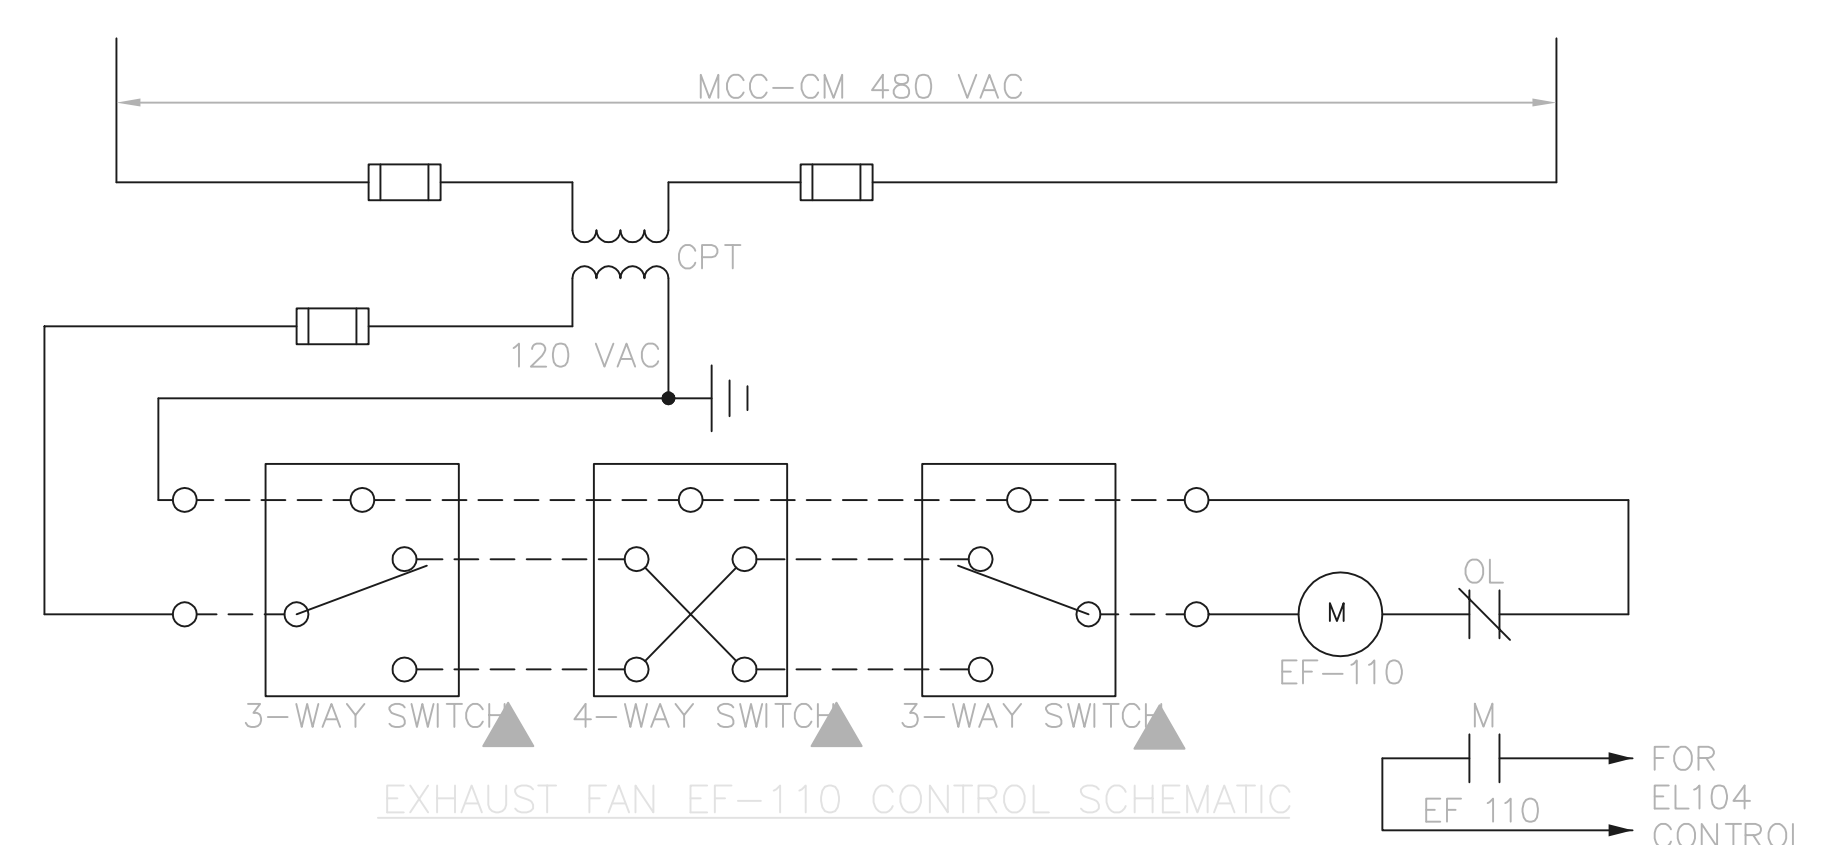 MCC-CM 480 VAC
CPT
120 VAC
OL
M
EF-110
3-WAY SWITCH
4-WAY SWITCH
3-WAY SWITCH
M
FOR
EL104
EF 110
EXHAUST FAN EF-110 CONTROL SCHEMATIC